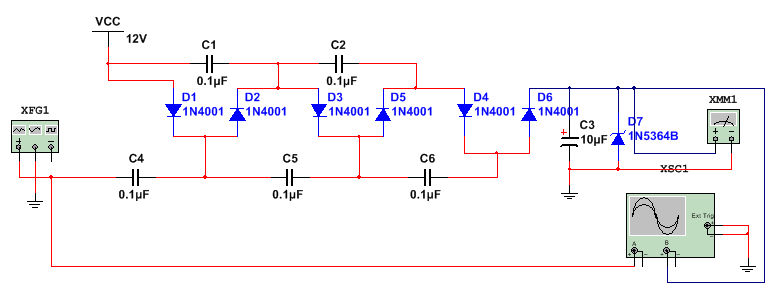 VCC
12V
C1
0.1µF
C2
0.1µF
XFG1
D1
1N4001
D2
1N4001
D3
1N4001
D5
1N4001
D4
1N4001
D6
1N4001
C3
10µF
D7
1N5364B
XMM1
C4
0.1µF
C5
0.1µF
C6
0.1µF
XSC1
Ext Trig
A
B